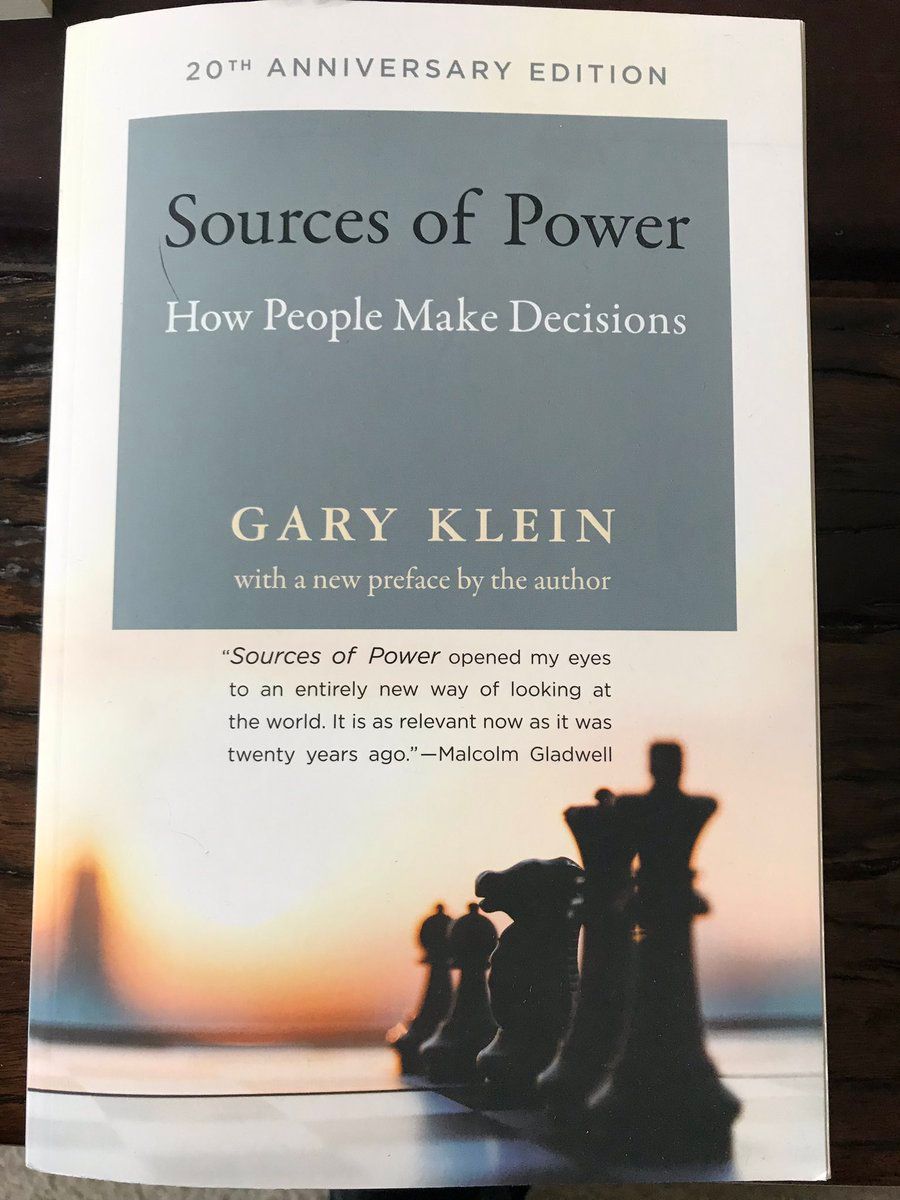 20TH ANNIVERSARY EDITION
Sources of Power
How People Make Decisions
GARY KLEIN
with a new preface by the author
“Sources of Power opened my eyes
to an entirely new way of looking at
the world. It is as relevant now as it was
twenty years ago.”—Malcolm Gladwell